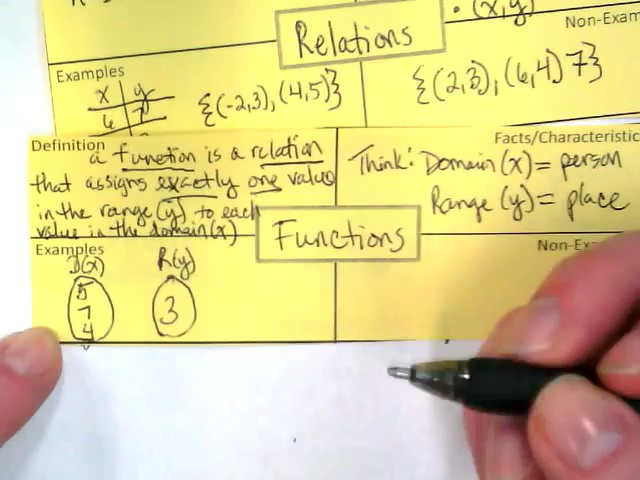 (x,y)
Relations
Non-Exam
Examples
x y
6 7
{(-2,3), (4,5)}
{(2,3), (6,4) 7}
Definition
a function is a relation
that assigns exactly one value
in the range (y) to each
value in the domain (x)
Facts/Characteristic
Think: Domain (x) = person
Range (y) = place
Functions
Examples
D(x) R(y)
5
7 3
4
Non-Exa